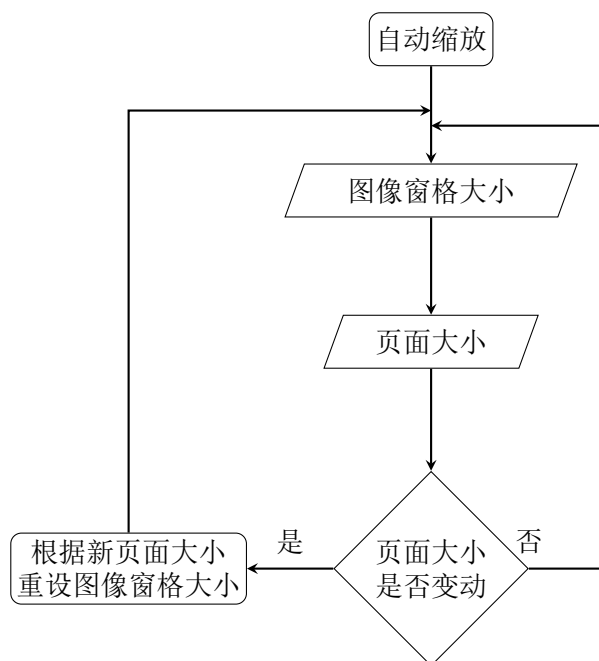 自动缩放
图像窗格大小
页面大小
是
否
根据新页面大小
重设图像窗格大小
页面大小
是否变动